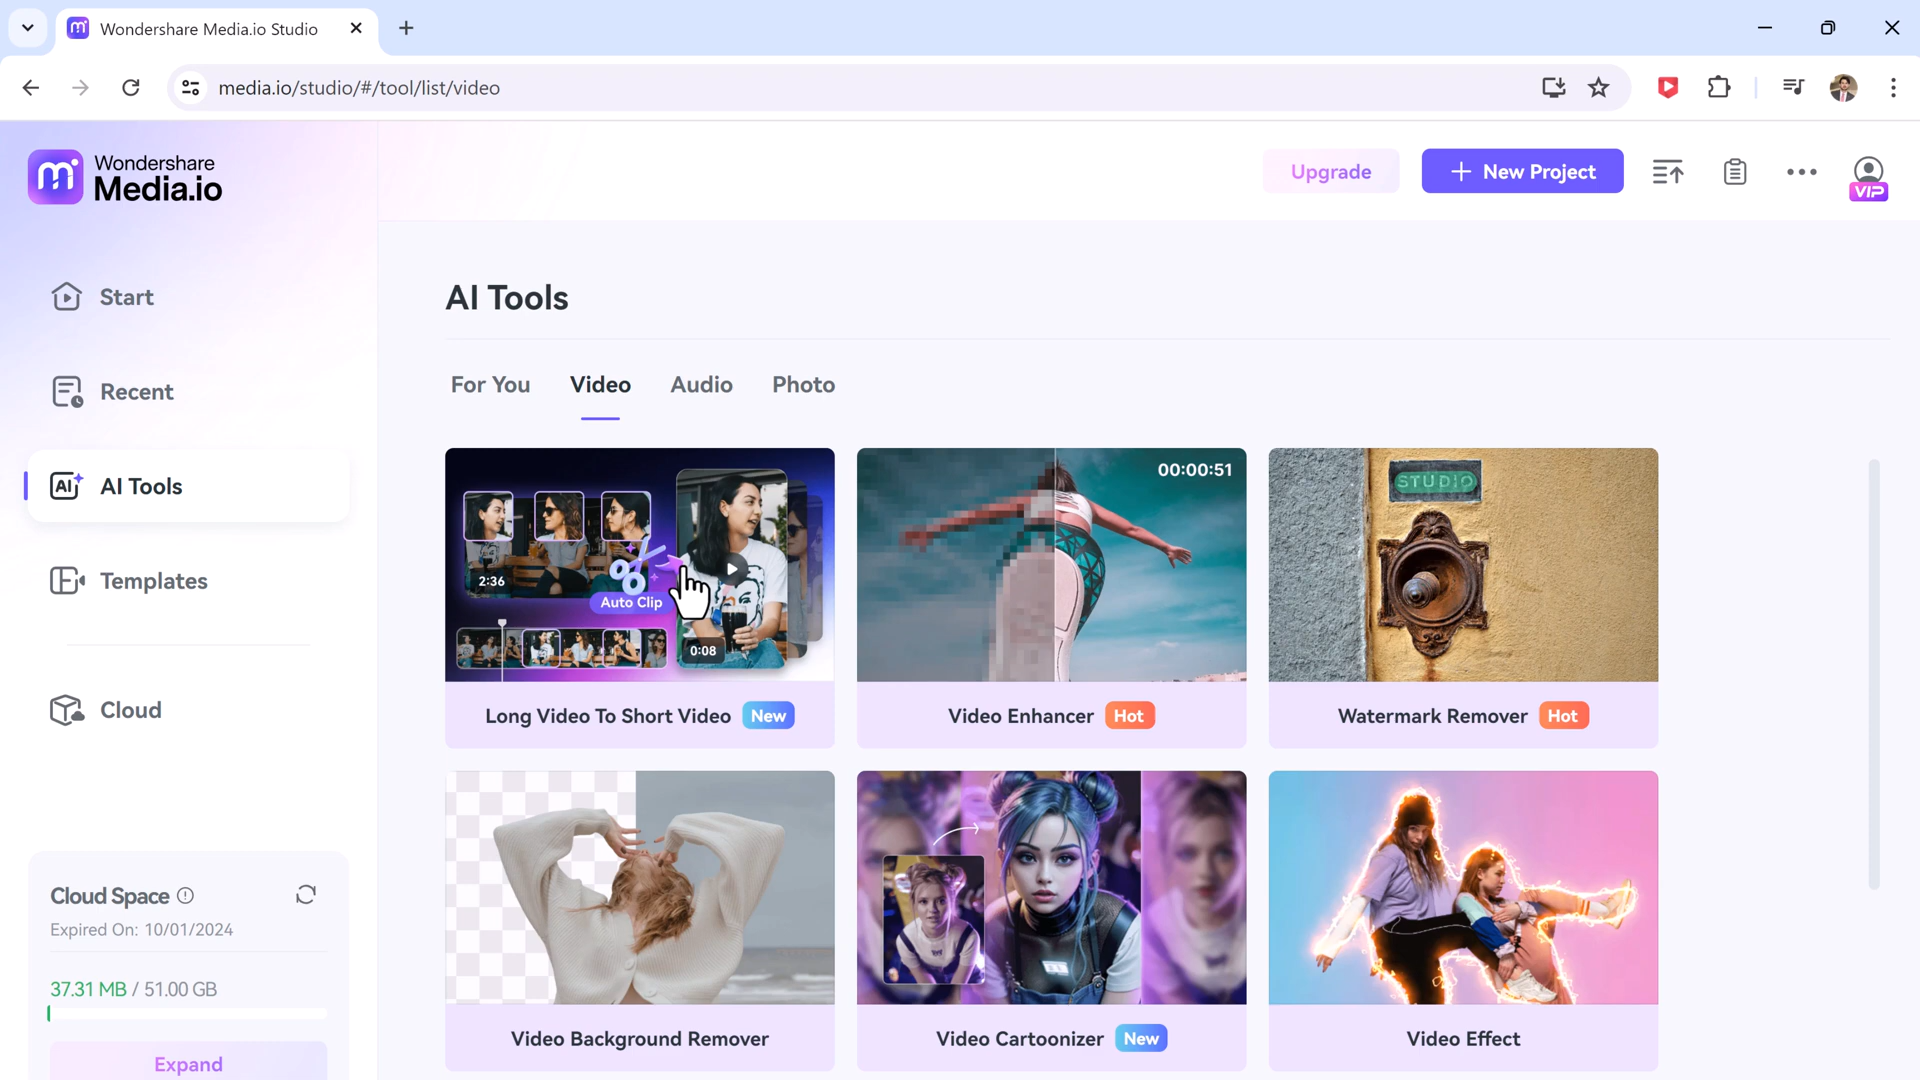 Wondershare Media.io Studio
media.io/studio/#/tool/list/video
Wondershare
Media.io
Upgrade
New Project
VIP
Start
Recent
AI Tools
Templates
Cloud
Cloud Space
Expired On: 10/01/2024
37.31 MB / 51.00 GB
Expand
AI Tools
For You
Video
Audio
Photo
2:36
Auto Clip
0:08
Long Video To Short Video New
00:00:51
Video Enhancer Hot
STUDIO
Watermark Remover Hot
Video Background Remover
Video Cartoonizer New
Video Effect